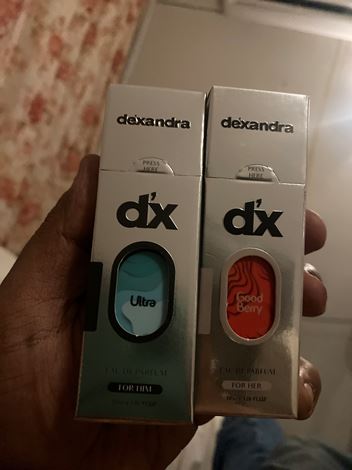 dexandra
PRESS
HERE
d'x
Ultra
EAU DE PARFUM
FOR HIM
dexandra
PRESS
HERE
d'x
Good
Berry
EAU DE PARFUM
FOR HER